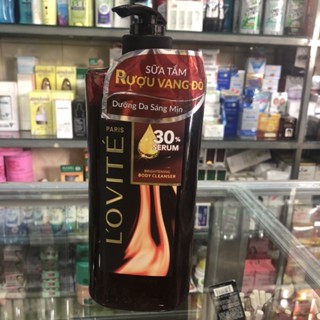 SỮA TẮM
RƯỢU VANG ĐỎ
Dưỡng Da Sáng Mịn
L'OVITÉ
PARIS
30%
SERUM
BRIGHTENING
BODY CLEANSER